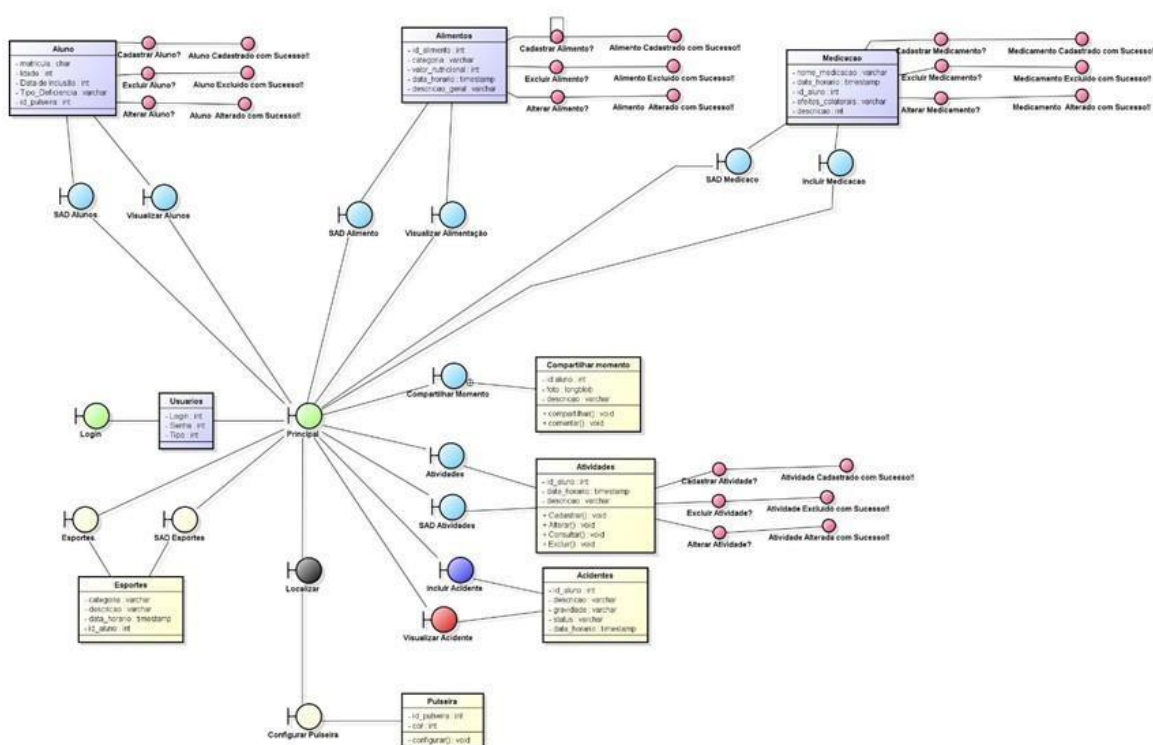 Aluno
- matricula : char
- Idade : int
- Data de inclusão : int
- Tipo_Deficiencia : varchar
- id_pulseira : int
Cadastrar Aluno?
Aluno Cadastrado com Sucesso!!
Excluir Aluno?
Aluno Excluido com Sucesso!!
Alterar Aluno?
Aluno Alterado com Sucesso!!
Alimentos
- id_alimento : int
- categoria : varchar
- valor_nutricional : int
- data_horario : timestamp
- descricao_geral : varchar
Cadastrar Alimento?
Alimento Cadastrado com Sucesso!!
Excluir Alimento?
Alimento Excluido com Sucesso!!
Alterar Alimento?
Alimento Alterado com Sucesso!!
Medicacao
- nome_medicacao : varchar
- data_horario : timestamp
- id_aluno : int
- efeitos_colaterais : varchar
- descricao : int
Cadastrar Medicamento?
Medicamento Cadastrado com Sucesso!!
Excluir Medicamento?
Medicamento Excluido com Sucesso!!
Alterar Medicamento?
Medicamento Alterado com Sucesso!!
SAD Alunos
Visualizar Alunos
SAD Alimento
Visualizar Alimentação
SAD Medicaco
Incluir Medicacao
Login
Usuarios
- Login : int
- Senha : int
- Tipo : int
Principal
Compartilhar Momento
Compartilhar momento
- id aluno : int
- foto : longblob
- descricao : varchar
+ compartilhar() : void
+ comentar() : void
Atividades
SAD Atividades
Atividades
- id_aluno : int
- data_horario : timestamp
- descricao : varchar
+ Cadastrar() : void
+ Alterar() : void
+ Consultar() : void
+ Excluir() : void
Cadastrar Atividade?
Atividade Cadastrado com Sucesso!!
Excluir Atividade?
Atividade Excluido com Sucesso!!
Alterar Atividade?
Atividade Alterada com Sucesso!!
Esportes
SAD Esportes
Esportes
- categoria : varchar
- descricao : varchar
- data_horario : timestamp
- id_aluno : int
Localizar
Incluir Acidente
Visualizar Acidente
Acidentes
- id_aluno : int
- descricao : varchar
- gravidade : varchar
- status : varchar
- data_horario : timestamp
Configurar Pulseira
Pulseira
- id_pulseira : int
- cor : int
- configurar() : void